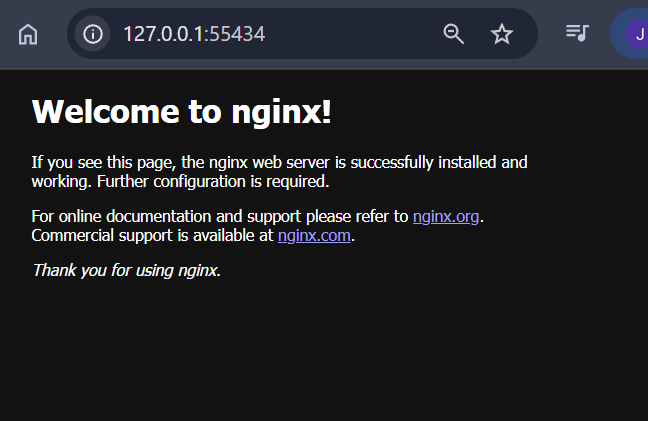 127.0.0.1:55434
J
Welcome to nginx!
If you see this page, the nginx web server is successfully installed and
working. Further configuration is required.
For online documentation and support please refer to nginx.org.
Commercial support is available at nginx.com.
Thank you for using nginx.